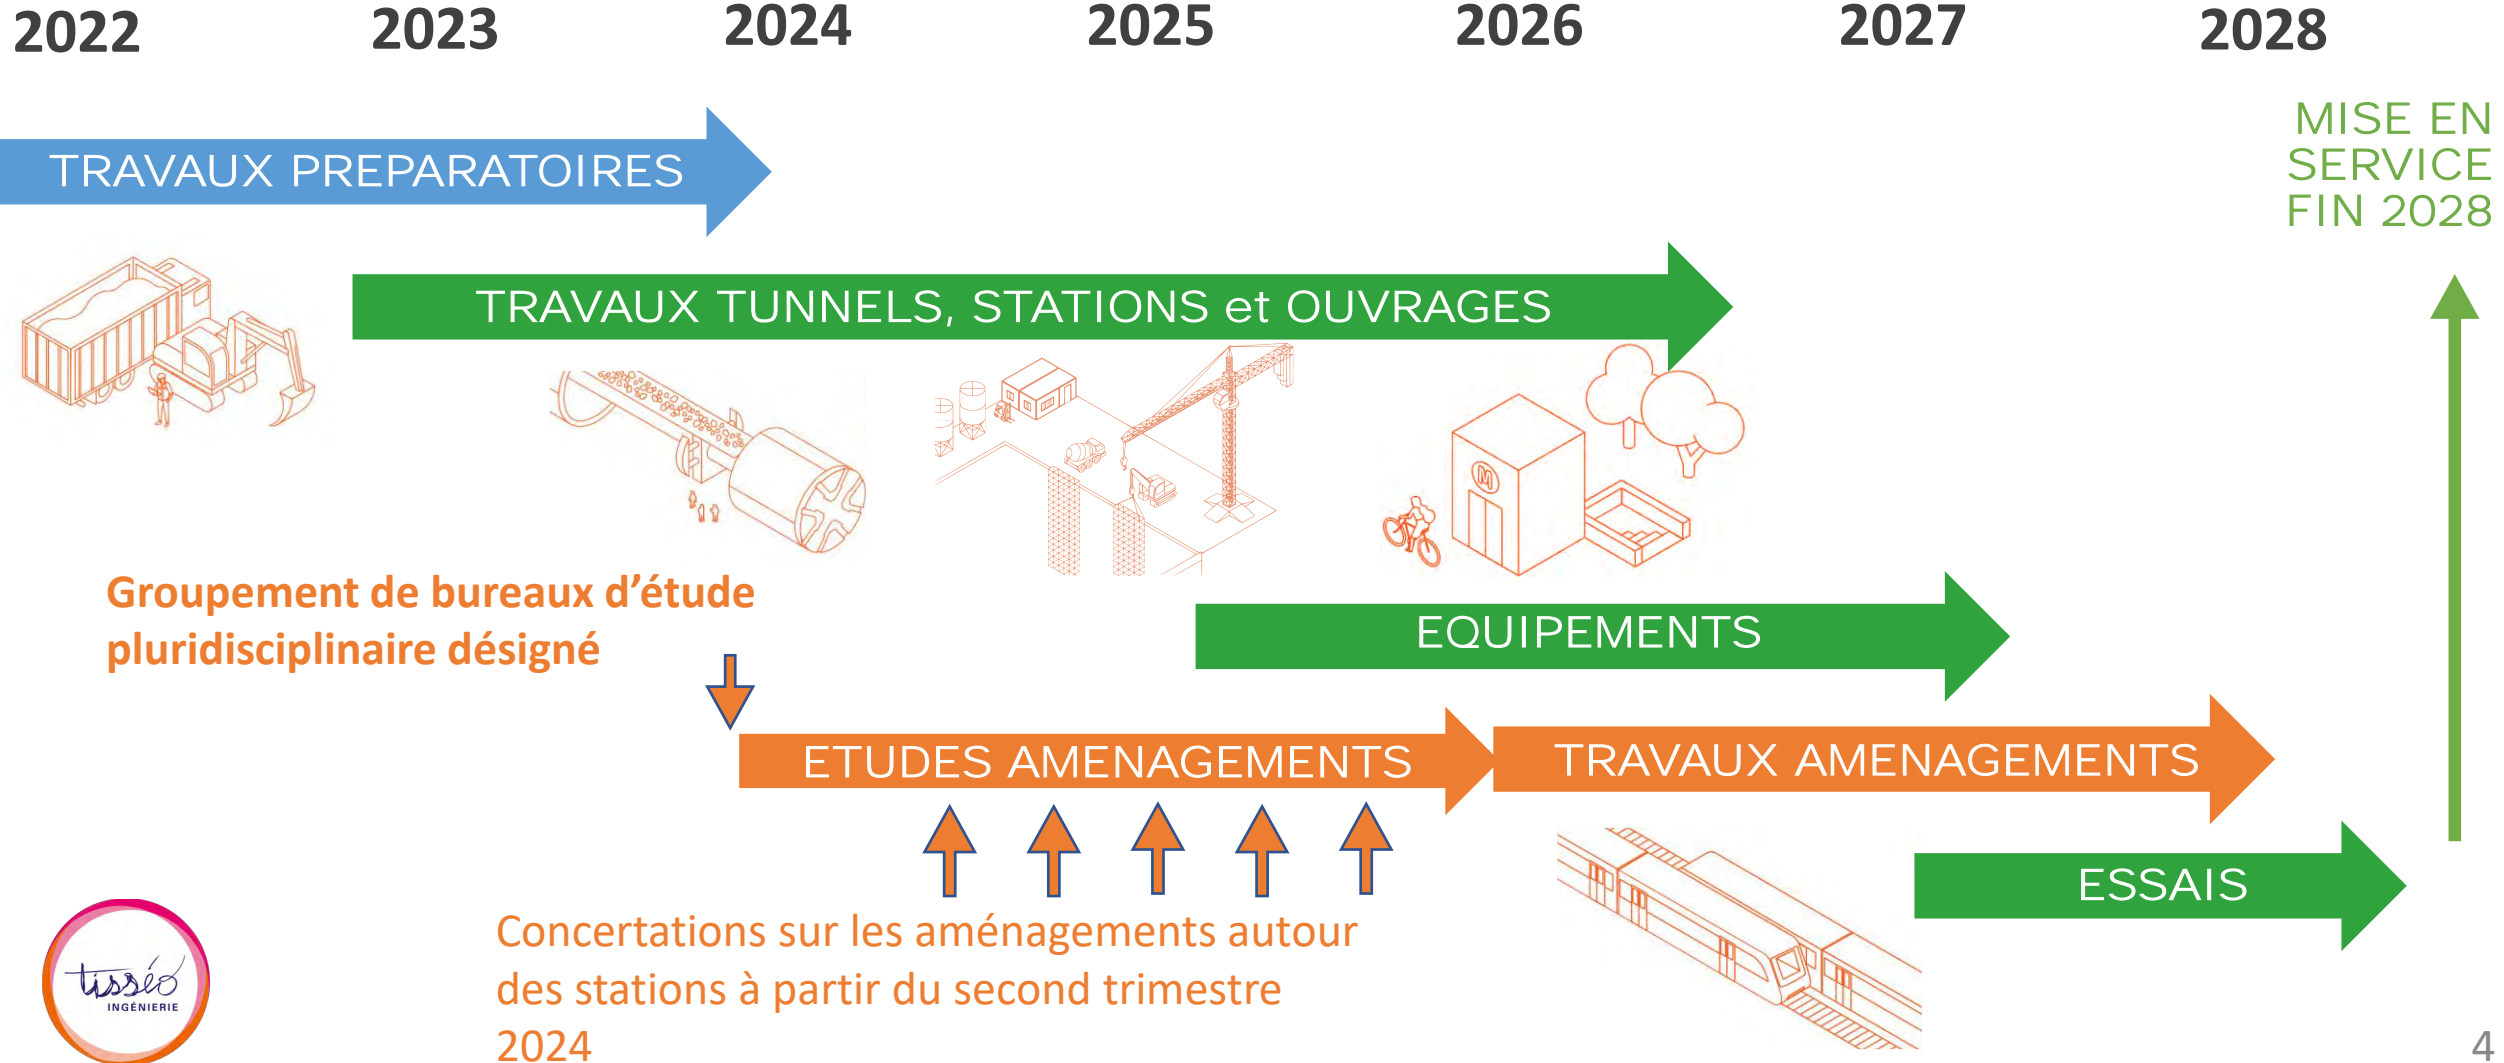 2022 2023 2024 2025 2026 2027 2028
MISE EN
SERVICE
FIN 2028
TRAVAUX PREPARATOIRES
TRAVAUX TUNNELS, STATIONS et OUVRAGES
M
Groupement de bureaux d’étude
pluridisciplinaire désigné
EQUIPEMENTS
ETUDES AMENAGEMENTS
TRAVAUX AMENAGEMENTS
ESSAIS
Concertations sur les aménagements autour
des stations à partir du second trimestre
2024
tisséo
INGÉNIERIE
4